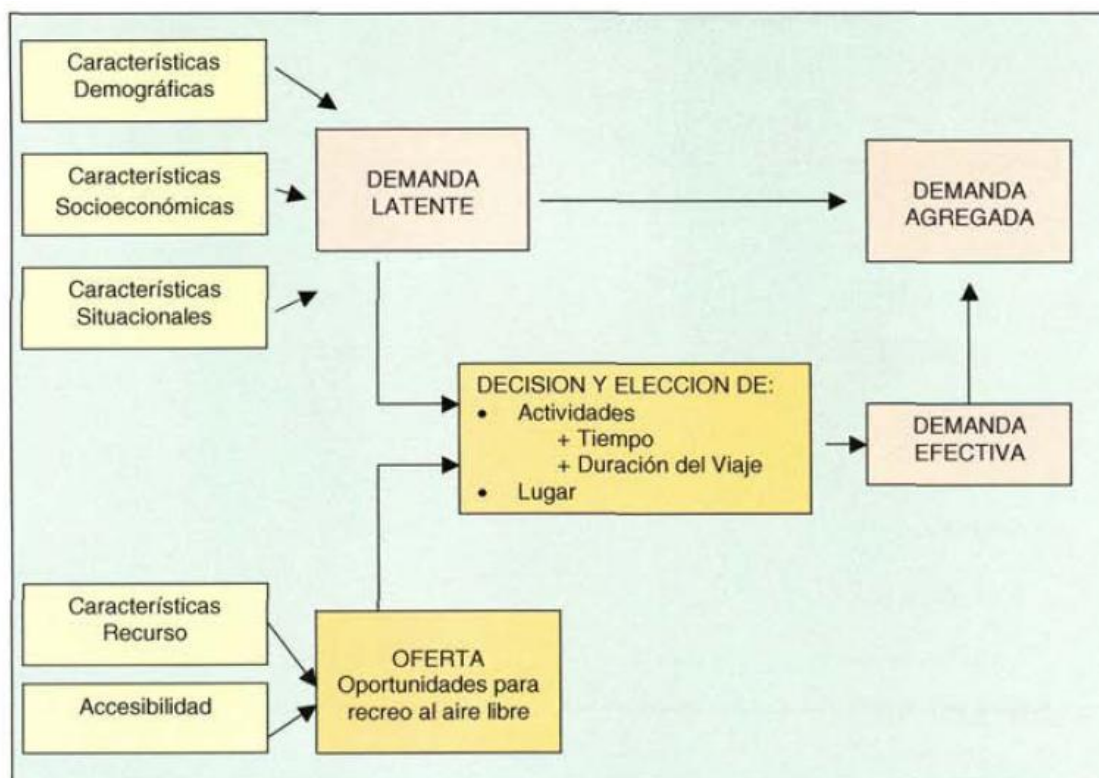 Características
Demográficas
Características
Socioeconómicas
Características
Situacionales
DEMANDA
LATENTE
DEMANDA
AGREGADA
DECISION Y ELECCION DE:
• Actividades
+ Tiempo
+ Duración del Viaje
• Lugar
DEMANDA
EFECTIVA
Características
Recurso
Accesibilidad
OFERTA
Oportunidades para
recreo al aire libre